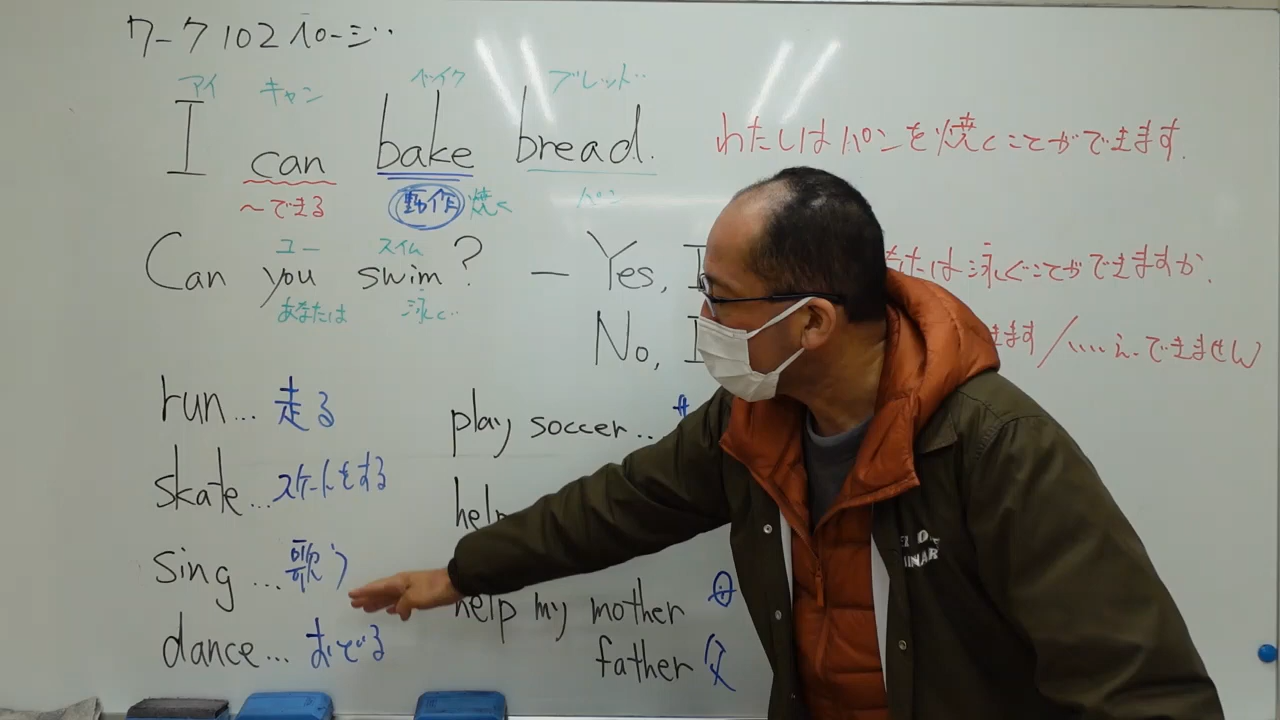 ワーク102ページ
アイ キャン ベイク ブレッド
I can bake bread. わたしはパンを焼くことができます.
〜できる 動作 焼く パン
ユー スイム
Can you swim? — Yes, I なたは泳ぐことができますか.
あなたは 泳ぐ
No, I きます/いいえ、できません
run... 走る
play soccer...
skate... スケートをする
help
sing ... 歌う
help my mother 母
dance... おどる
father 父